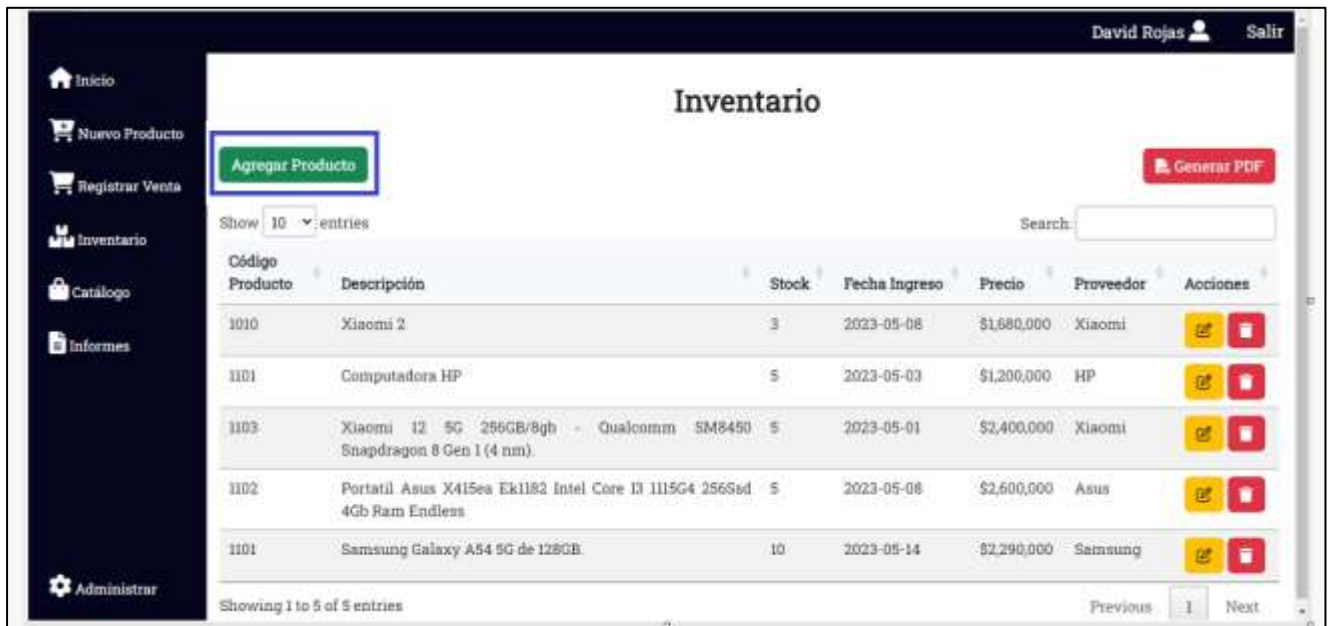 David Rojas
Salir
Inicio
Nuevo Producto
Registrar Venta
Inventario
Catálogo
Informes
Administrar
Inventario
Agregar Producto
Generar PDF
Show 10 entries
Search:
Código Producto Descripción Stock Fecha Ingreso Precio Proveedor Acciones
1010 Xiaomi 2 3 2023-05-08 $1,680,000 Xiaomi
1101 Computadora HP 5 2023-05-03 $1,200,000 HP
1103 Xiaomi 12 5G 256GB/8gb - Qualcomm SM8450 5 2023-05-01 $2,400,000 Xiaomi
Snapdragon 8 Gen 1 (4 nm).
1102 Portatil Asus X415ea Ek1182 Intel Core I3 1115G4 256Ssd 5 2023-05-08 $2,600,000 Asus
4Gb Ram Endless
1101 Samsung Galaxy A54 5G de 128GB. 10 2023-05-14 $2,290,000 Samsung
Showing 1 to 5 of 5 entries
Previous 1 Next